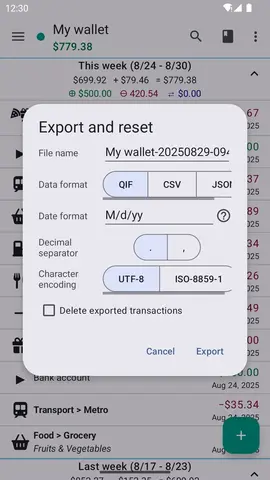 12:30
My wallet
$779.38
This week (8/24 - 8/30)
$699.92 + $79.46 = $779.38
⊕ $500.00 ⊖ 420.54 ⇄ $0.00
Export and reset
File name
My wallet-20250829-094
Data format
QIF
CSV
JSON
Date format
M/d/yy
Decimal
separator
.
,
Character
encoding
UTF-8
ISO-8859-1
Delete exported transactions
Cancel
Export
Bank account
Aug 24, 2025
Transport > Metro
−$35.34
Aug 24, 2025
Food > Grocery
Fruits & Vegetables
Last week (8/17 - 8/23)